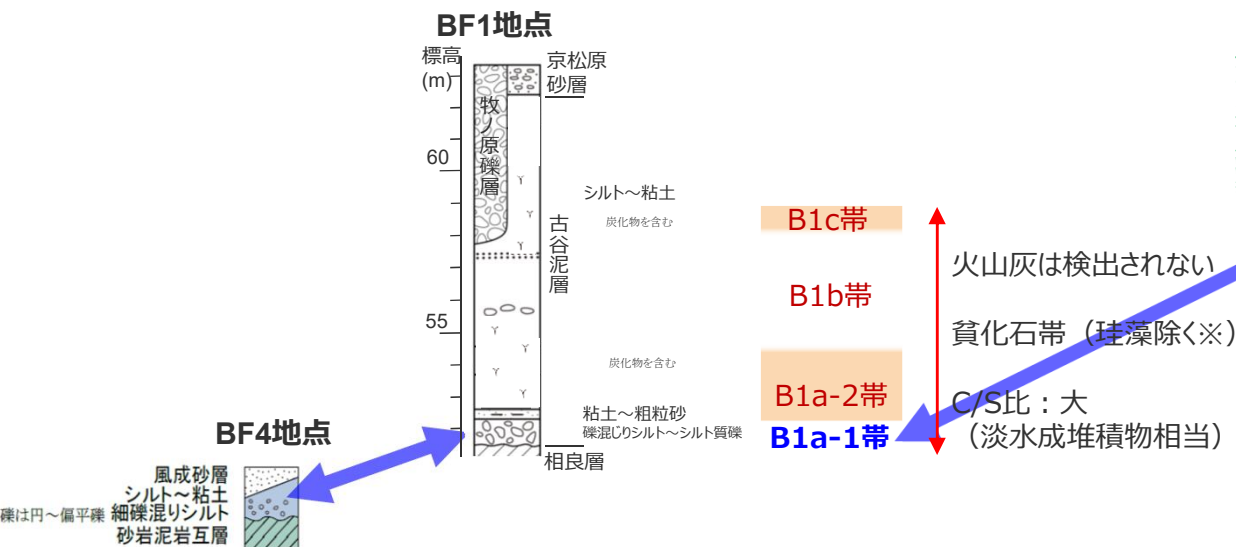 BF1地点
標高
(m)
京松原
砂層
牧ノ原礫層
60
55
古谷泥層
シルト～粘土
炭化物を含む
炭化物を含む
粘土～粗粒砂
礫混じりシルト～シルト質礫
相良層
B1c帯
B1b帯
B1a-2帯
B1a-1帯
火山灰は検出されない
貧化石帯（珪藻除く※）
C/S比：大
（淡水成堆積物相当）
BF4地点
風成砂層
シルト～粘土
礫は円～偏平礫 細礫混りシルト
砂岩泥岩互層